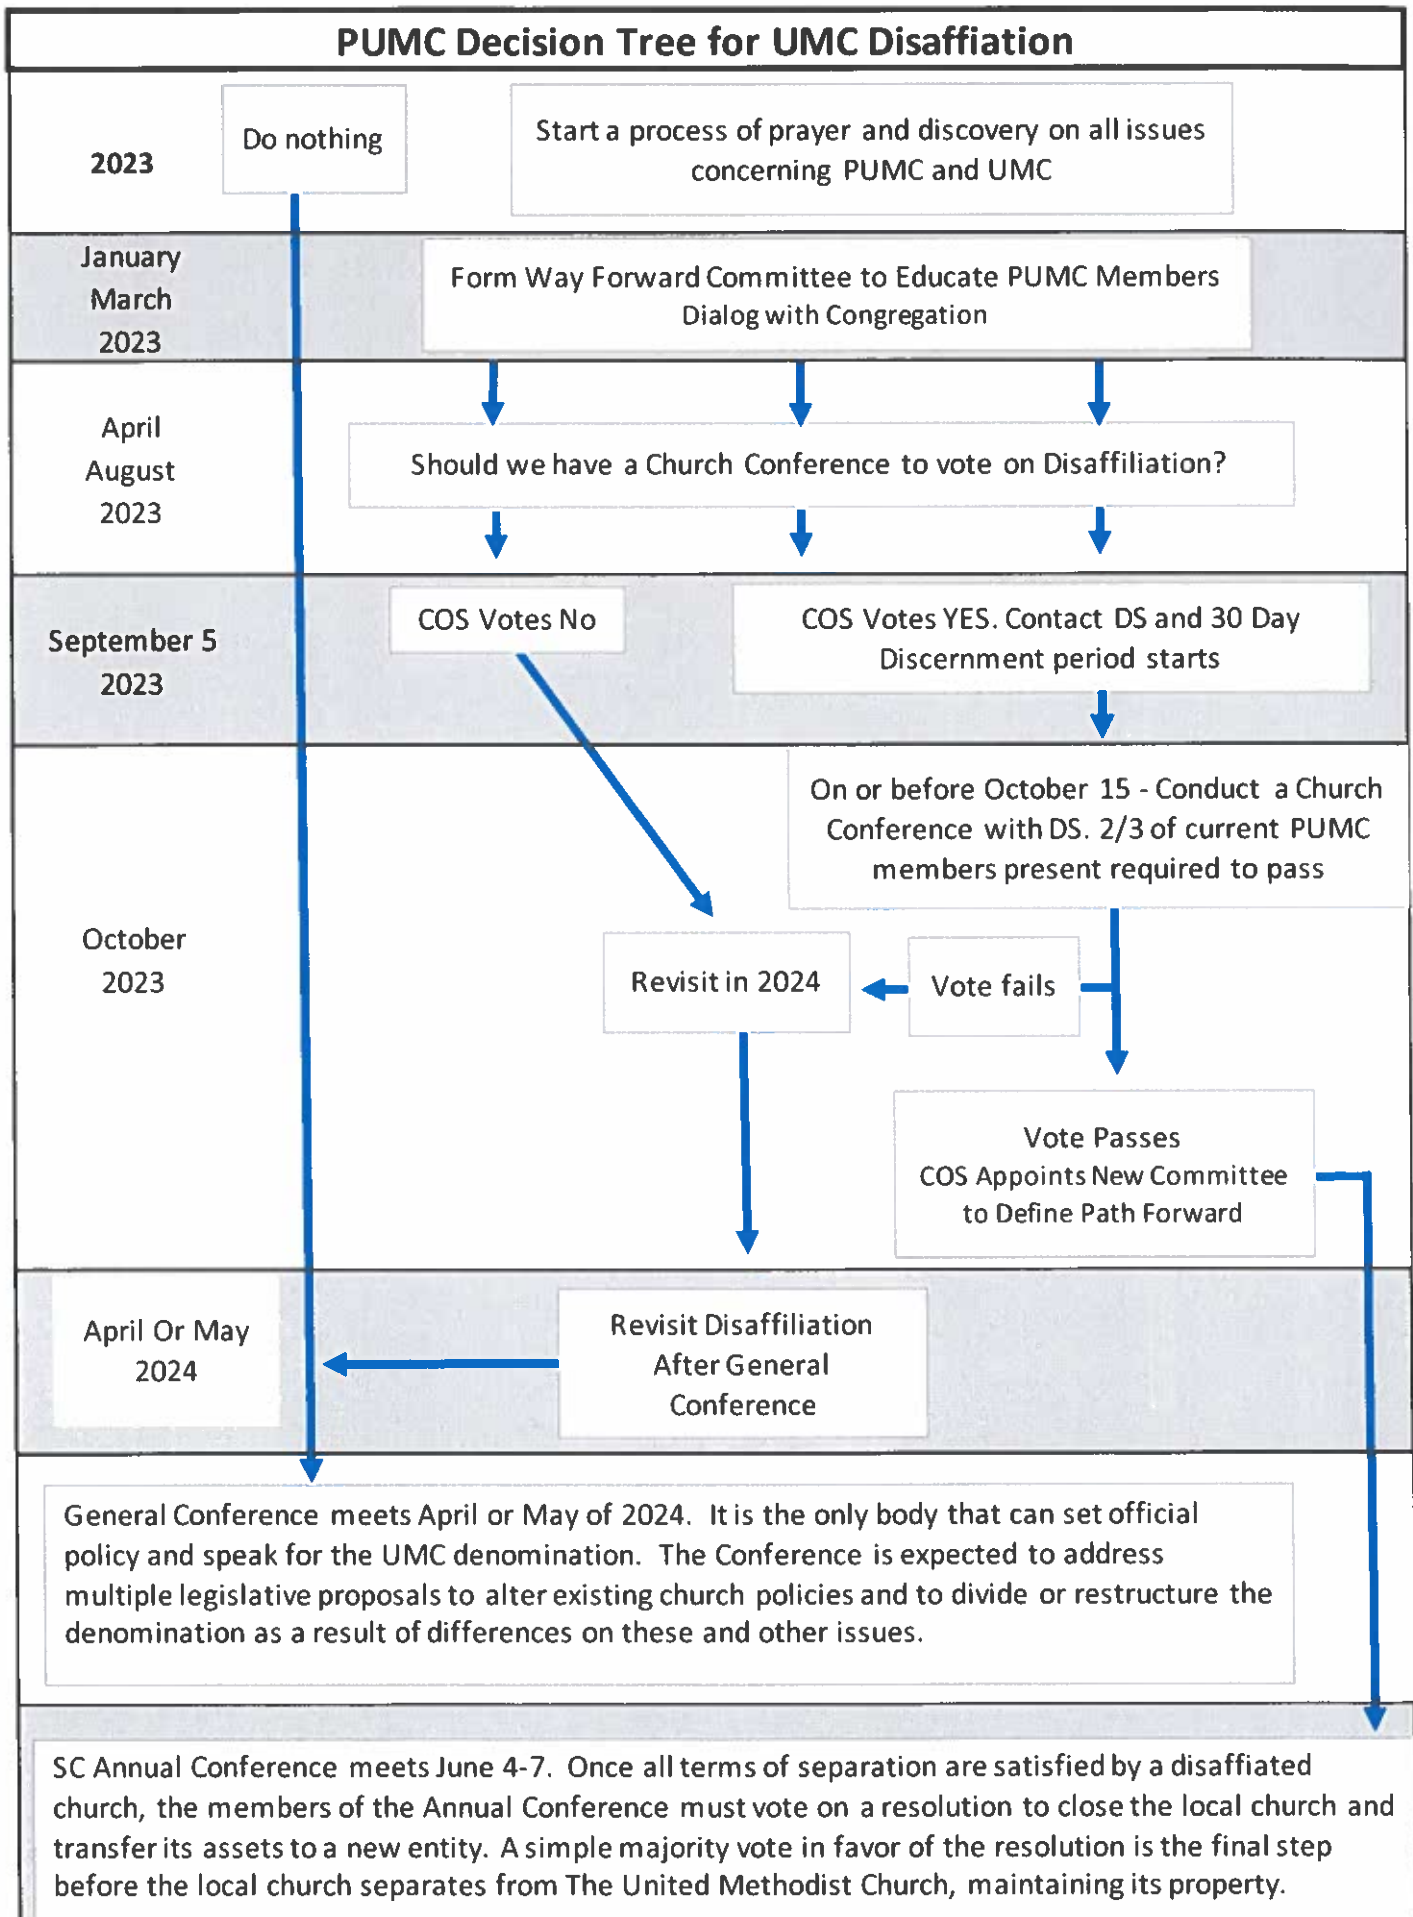 PUMC Decision Tree for UMC Disaffiation
2023
Do nothing
Start a process of prayer and discovery on all issues
concerning PUMC and UMC
January
March
2023
Form Way Forward Committee to Educate PUMC Members
Dialog with Congregation
April
August
2023
Should we have a Church Conference to vote on Disaffiliation?
September 5
2023
COS Votes No
COS Votes YES. Contact DS and 30 Day
Discernment period starts
October
2023
On or before October 15 - Conduct a Church
Conference with DS. 2/3 of current PUMC
members present required to pass
Revisit in 2024
Vote fails
Vote Passes
COS Appoints New Committee
to Define Path Forward
April Or May
2024
Revisit Disaffiliation
After General
Conference
General Conference meets April or May of 2024. It is the only body that can set official
policy and speak for the UMC denomination. The Conference is expected to address
multiple legislative proposals to alter existing church policies and to divide or restructure the
denomination as a result of differences on these and other issues.
SC Annual Conference meets June 4-7. Once all terms of separation are satisfied by a disaffiated
church, the members of the Annual Conference must vote on a resolution to close the local church and
transfer its assets to a new entity. A simple majority vote in favor of the resolution is the final step
before the local church separates from The United Methodist Church, maintaining its property.